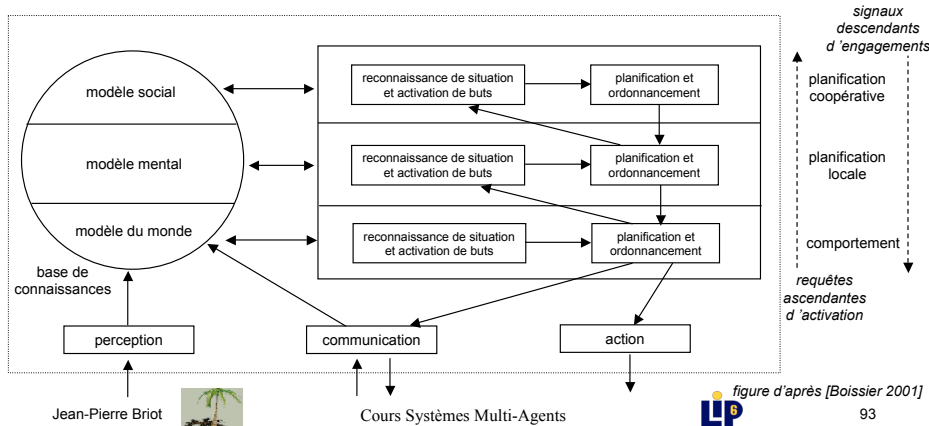 signaux
descendants
d 'engagements
modèle social
reconnaissance de situation
et activation de buts
planification et
ordonnancement
planification
coopérative
modèle mental
reconnaissance de situation
et activation de buts
planification et
ordonnancement
planification
locale
modèle du monde
reconnaissance de situation
et activation de buts
planification et
ordonnancement
comportement
base de
connaissances
requêtes
ascendantes
d 'activation
perception
communication
action
figure d'après [Boissier 2001]
Jean-Pierre Briot
Cours Systèmes Multi-Agents
LIP6
93